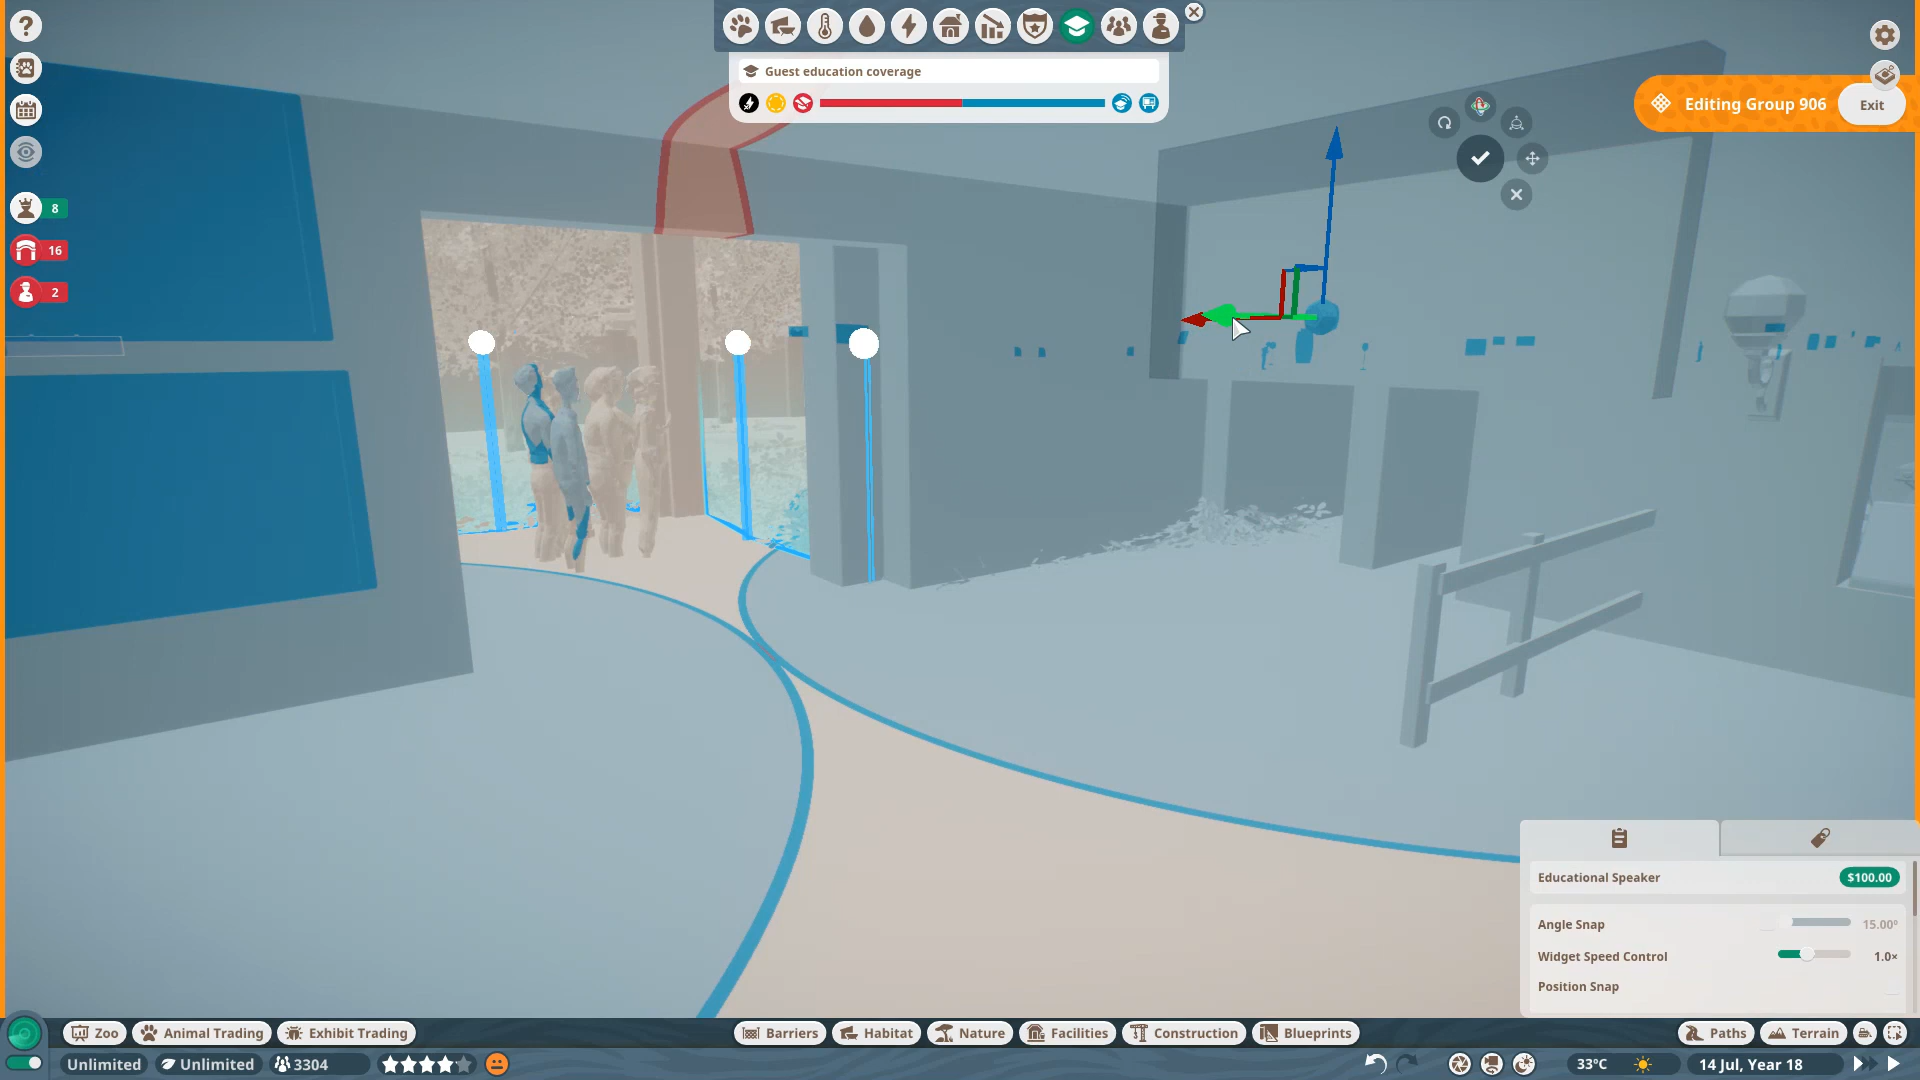 ?
Guest education coverage
Editing Group 906
Exit
8
16
2
Educational Speaker
$100.00
Angle Snap
15.00°
Widget Speed Control
1.0×
Position Snap
Zoo
Animal Trading
Exhibit Trading
Barriers
Habitat
Nature
Facilities
Construction
Blueprints
Paths
Terrain
Unlimited
Unlimited
3304
33°C
14 Jul, Year 18